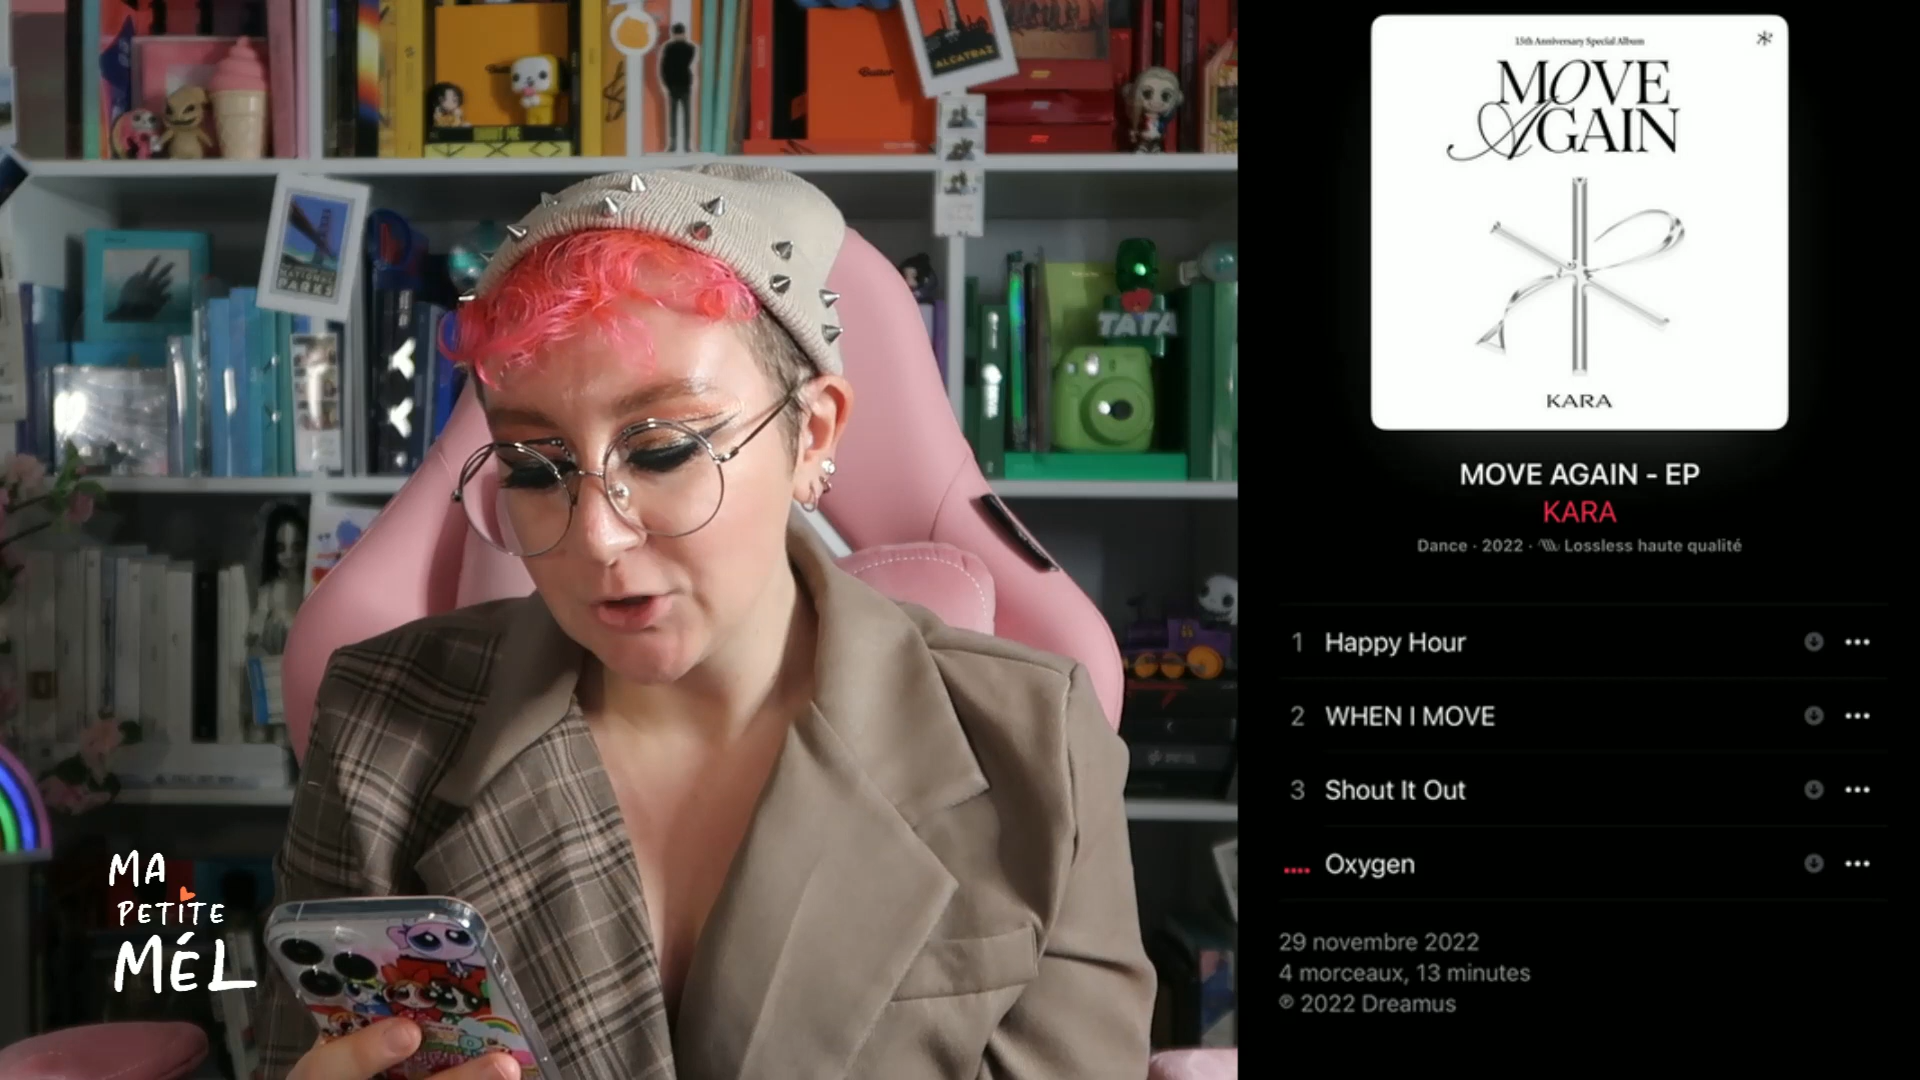 ALCATRAZ
NATIONAL
PARKS
TATA
MA
PETITE
MÉL
15th Anniversary Special Album
MOVE
AGAIN
KARA
MOVE AGAIN - EP
KARA
Dance · 2022 · Lossless haute qualité
1 Happy Hour
2 WHEN I MOVE
3 Shout It Out
Oxygen
29 novembre 2022
4 morceaux, 13 minutes
℗ 2022 Dreamus